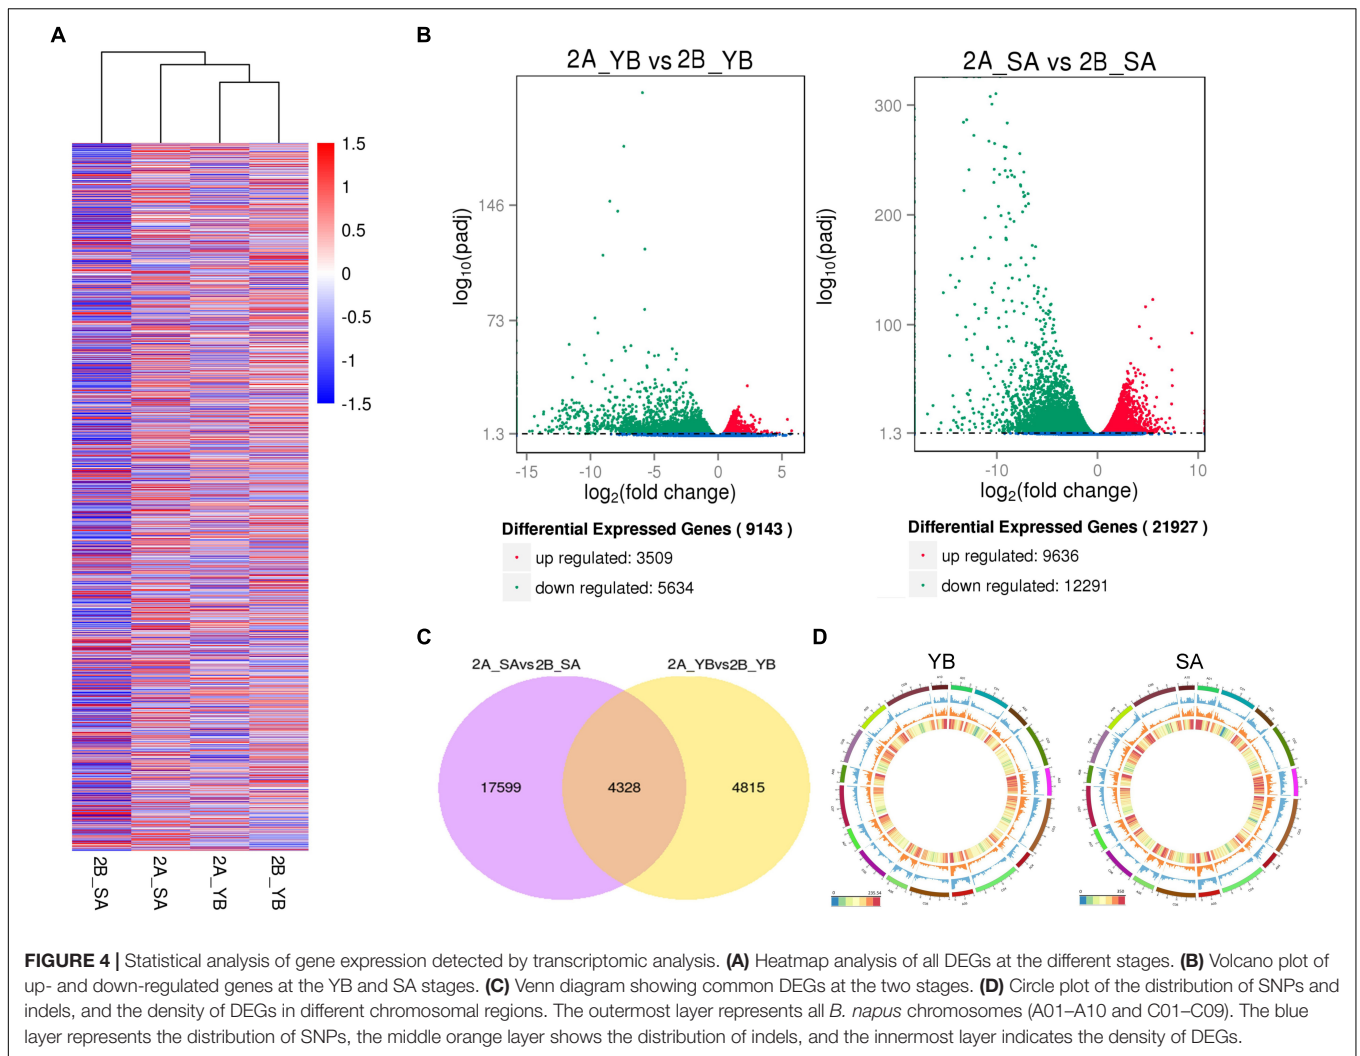 A
1.5
1
0.5
0
-0.5
-1
-1.5
2B_SA
2A_SA
2A_YB
2B_YB
B
2A_YB vs 2B_YB
log10(padj)
146
73
1.3
-15
-10
-5
0
5
log2(fold change)
Differential Expressed Genes ( 9143 )
up regulated: 3509
down regulated: 5634
2A_SA vs 2B_SA
log10(padj)
300
200
100
1.3
-10
0
10
log2(fold change)
Differential Expressed Genes ( 21927 )
up regulated: 9636
down regulated: 12291
C
2A_SAvs2B_SA
2A_YBvs2B_YB
17599
4328
4815
D
YB
SA
0
235.54
0
350
FIGURE 4 | Statistical analysis of gene expression detected by transcriptomic analysis. (A) Heatmap analysis of all DEGs at the different stages. (B) Volcano plot of
up- and down-regulated genes at the YB and SA stages. (C) Venn diagram showing common DEGs at the two stages. (D) Circle plot of the distribution of SNPs and
indels, and the density of DEGs in different chromosomal regions. The outermost layer represents all B. napus chromosomes (A01–A10 and C01–C09). The blue
layer represents the distribution of SNPs, the middle orange layer shows the distribution of indels, and the innermost layer indicates the density of DEGs.